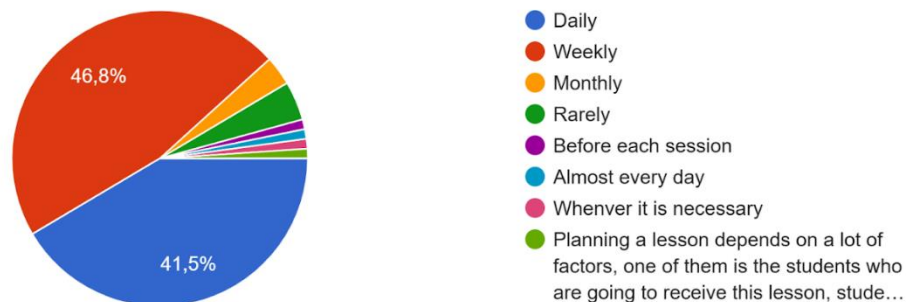 46,8%
41,5%
Daily
Weekly
Monthly
Rarely
Before each session
Almost every day
Whenver it is necessary
Planning a lesson depends on a lot of
factors, one of them is the students who
are going to receive this lesson, stude…